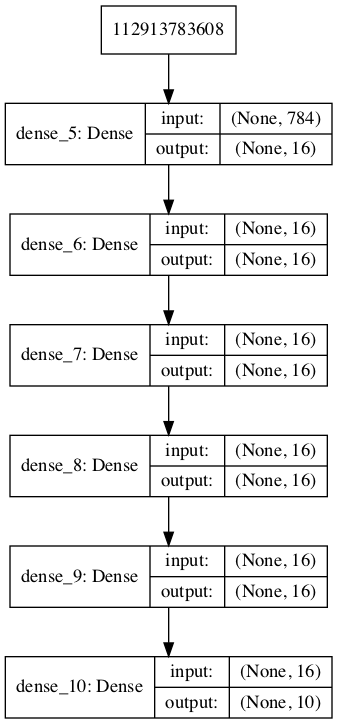 112913783608
dense_5: Dense
input:
(None, 784)
output:
(None, 16)
dense_6: Dense
input:
(None, 16)
output:
(None, 16)
dense_7: Dense
input:
(None, 16)
output:
(None, 16)
dense_8: Dense
input:
(None, 16)
output:
(None, 16)
dense_9: Dense
input:
(None, 16)
output:
(None, 16)
dense_10: Dense
input:
(None, 16)
output:
(None, 10)